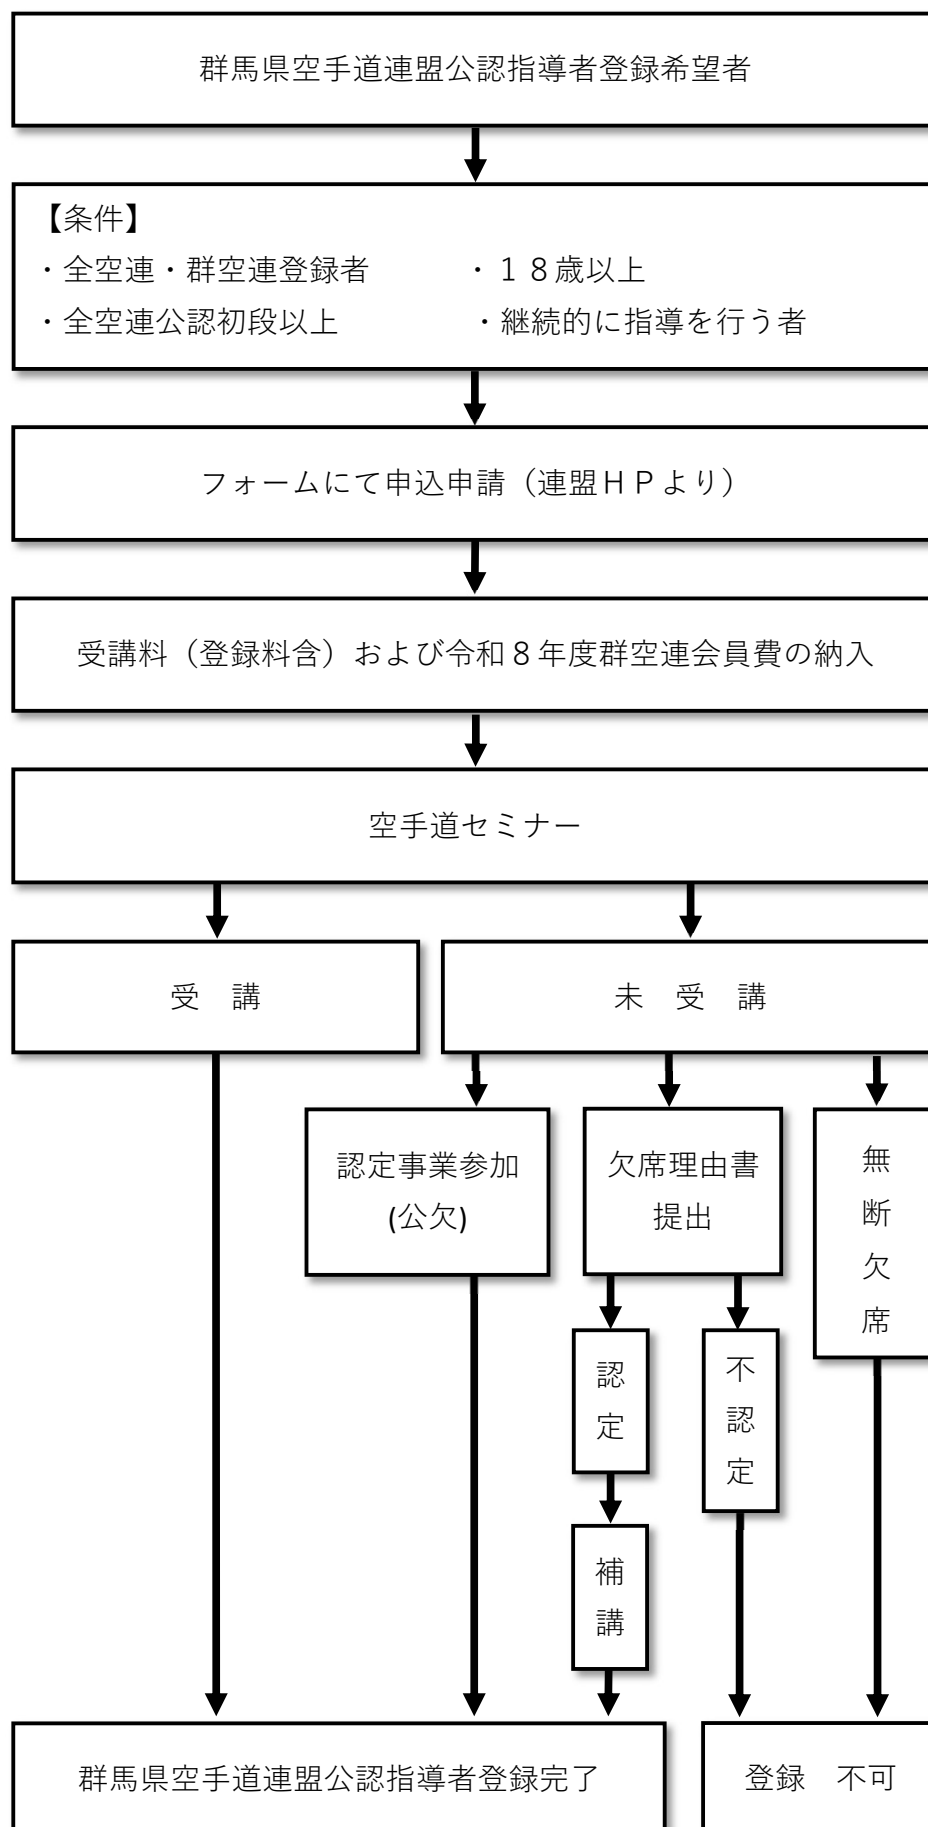 群馬県空手道連盟公認指導者登録希望者
【条件】
・全空連・群空連登録者　・１８歳以上
・全空連公認初段以上　・継続的に指導を行う者
フォームにて申込申請（連盟ＨＰより）
受講料（登録料含）および令和８年度群空連会員費の納入
空手道セミナー
受　講
未　受　講
認定事業参加
(公欠)
欠席理由書
提出
無断欠席
認定
不認定
補講
群馬県空手道連盟公認指導者登録完了
登録　不可